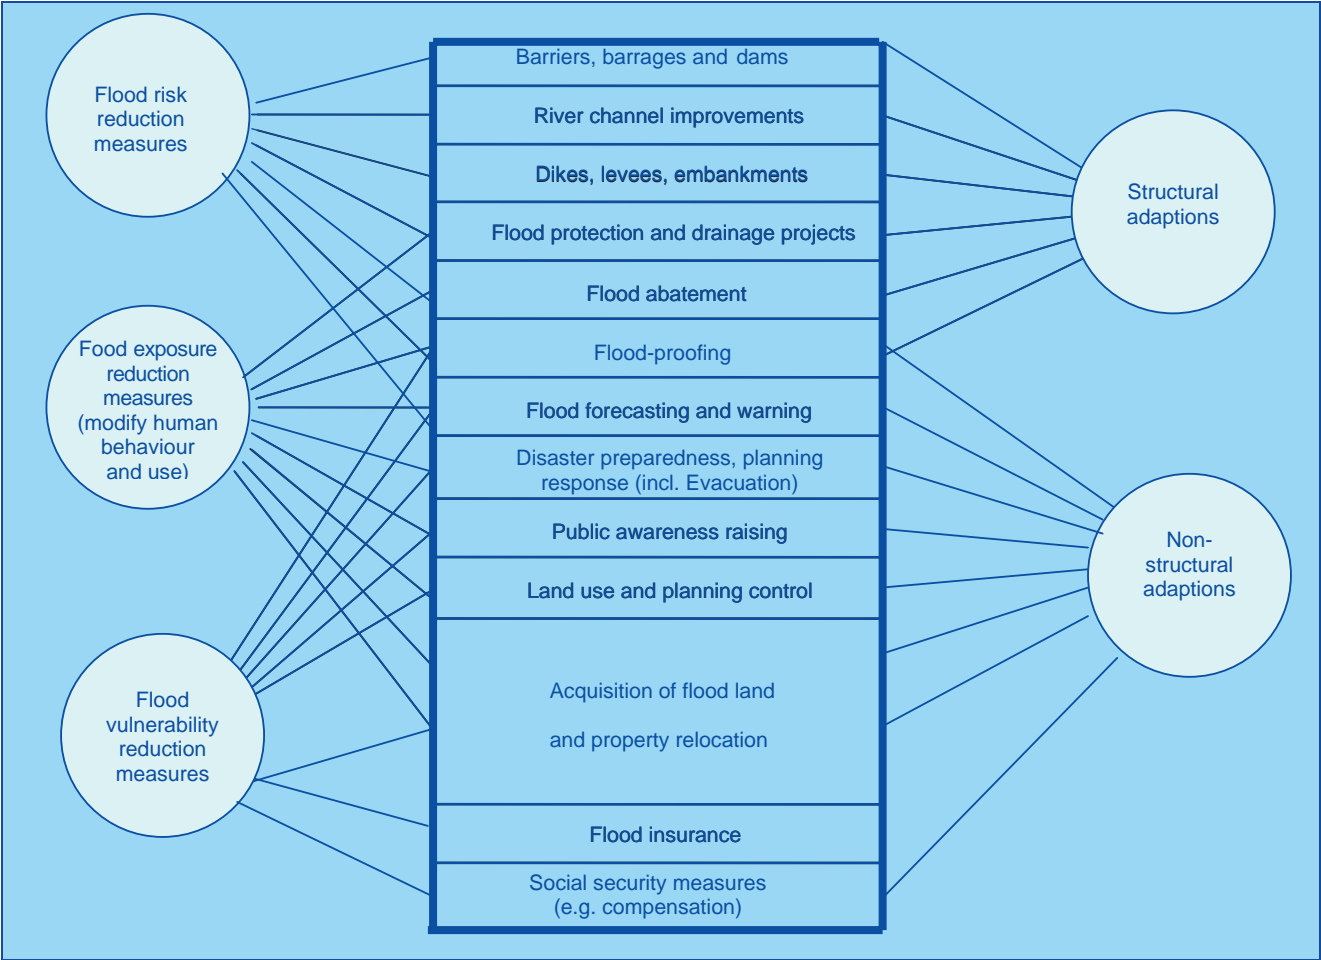 Flood risk
reduction
measures
Food exposure
reduction
measures
(modify human
behaviour
and use)
Flood
vulnerability
reduction
measures
Barriers, barrages and dams
River channel improvements
Dikes, levees, embankments
Flood protection and drainage projects
Flood abatement
Flood-proofing
Flood forecasting and warning
Disaster preparedness, planning
response (incl. Evacuation)
Public awareness raising
Land use and planning control
Acquisition of flood land
and property relocation
Flood insurance
Social security measures
(e.g. compensation)
Structural
adaptions
Non-
structural
adaptions